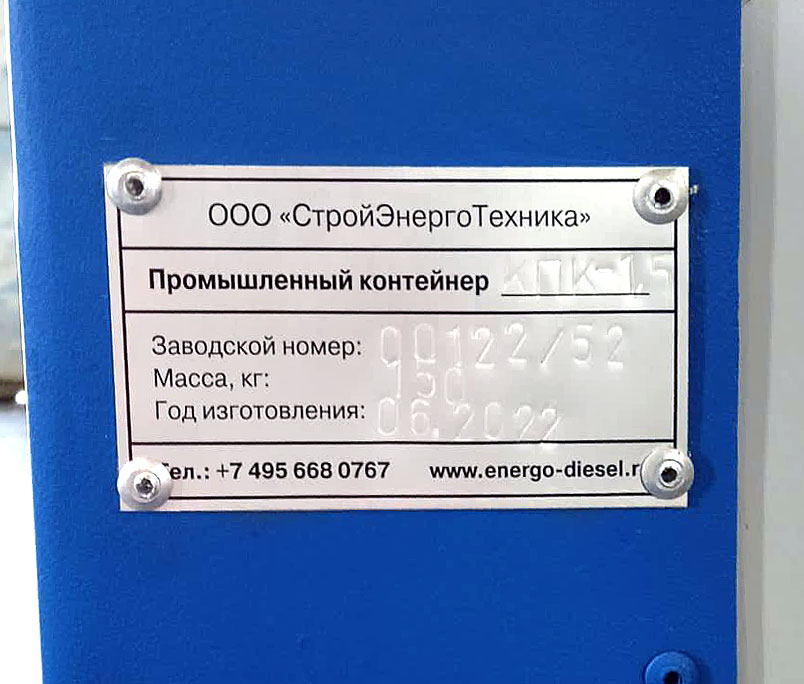 ООО «СтройЭнергоТехника»
Промышленный контейнер КПК-1,5
Заводской номер: 00122/52
Масса, кг: 150
Год изготовления: 06.2022
Тел.: +7 495 668 0767 www.energo-diesel.r